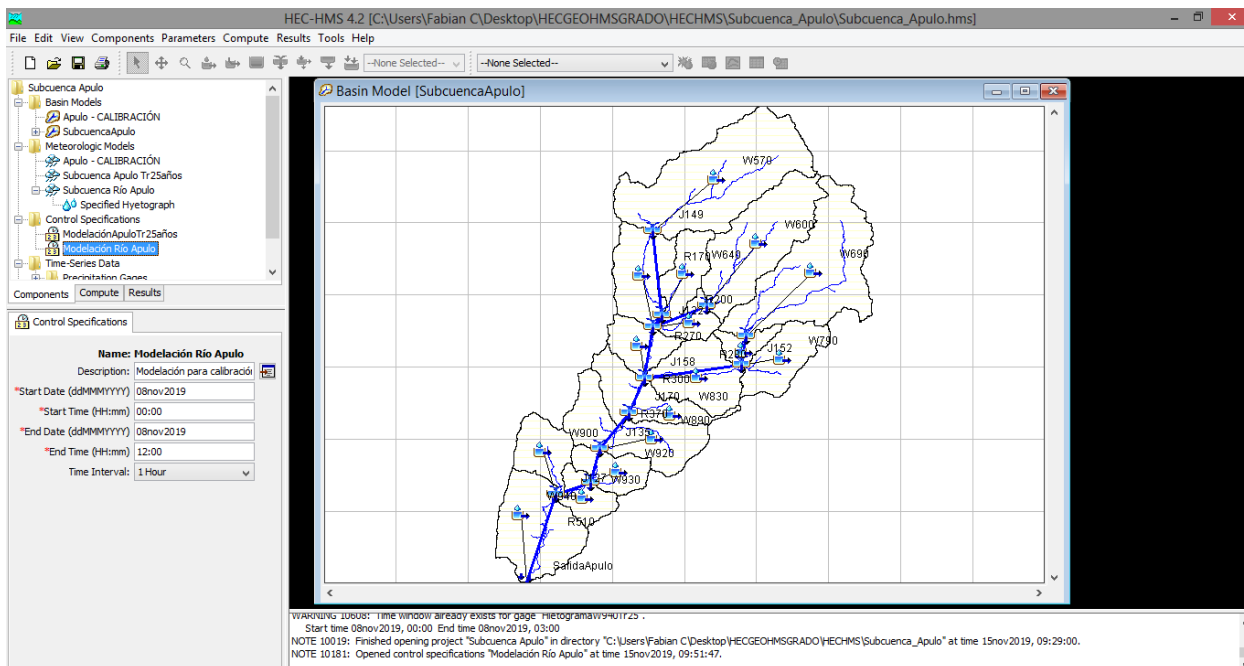 HEC-HMS 4.2 [C:\Users\Fabian C\Desktop\HECGEOHMSGRADO\HECHMS\Subcuenca_Apulo\Subcuenca_Apulo.hms]
File Edit View Components Parameters Compute Results Tools Help
--None Selected-- --None Selected--
Subcuenca Apulo
Basin Models
Apulo - CALIBRACIÓN
SubcuencaApulo
Meteorologic Models
Apulo - CALIBRACIÓN
Subcuenca Apulo Tr25años
Subcuenca Río Apulo
Specified Hyetograph
Control Specifications
ModelaciónApuloTr25años
Modelación Río Apulo
Time-Series Data
Precipitation Gages
Components Compute Results
Control Specifications
Name: Modelación Río Apulo
Description: Modelación para calibración
*Start Date (ddMMMYYYY) 08nov2019
*Start Time (HH:mm) 00:00
*End Date (ddMMMYYYY) 08nov2019
*End Time (HH:mm) 12:00
Time Interval: 1 Hour
Basin Model [SubcuencaApulo]
W570
J149
W600
R170 W640 W690
R200
R270
W790
J152
J158
R300
J170 W830
R370 W890
W900 J135
W920
W930
W940
R510
SalidaApulo
WARNING 10608: Time window already exists for gage "HietogramaW940Tr25".
Start time 08nov2019, 00:00 End time 08nov2019, 03:00
NOTE 10019: Finished opening project "Subcuenca Apulo" in directory "C:\Users\Fabian C\Desktop\HECGEOHMSGRADO\HECHMS\Subcuenca_Apulo" at time 15nov2019, 09:29:00.
NOTE 10181: Opened control specifications "Modelación Río Apulo" at time 15nov2019, 09:51:47.